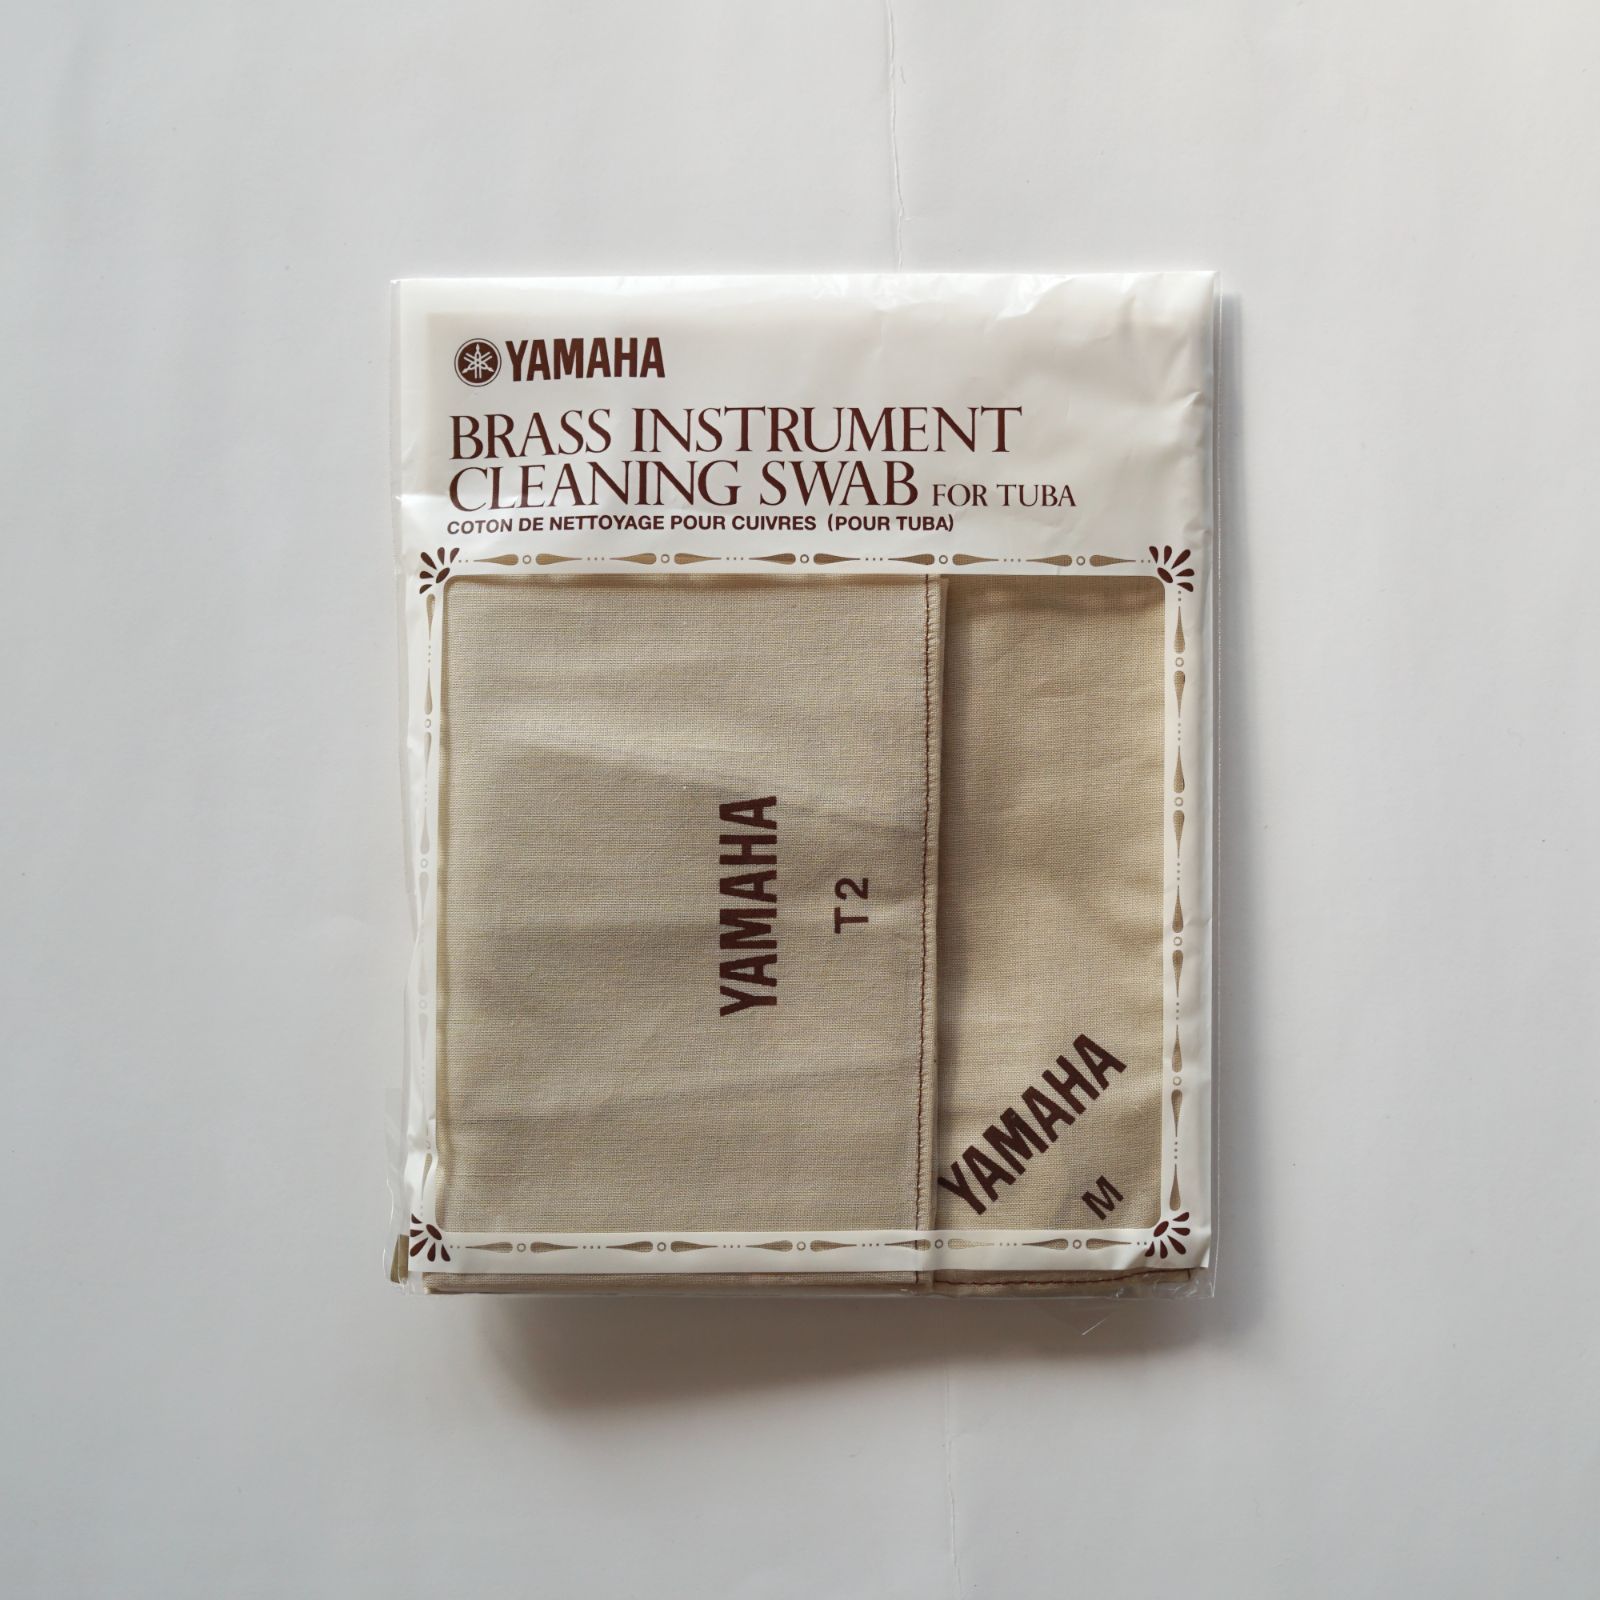 YAMAHA
BRASS INSTRUMENT
CLEANING SWAB FOR TUBA
COTON DE NETTOYAGE POUR CUIVRES (POUR TUBA)
YAMAHA
T2
YAMAHA
M